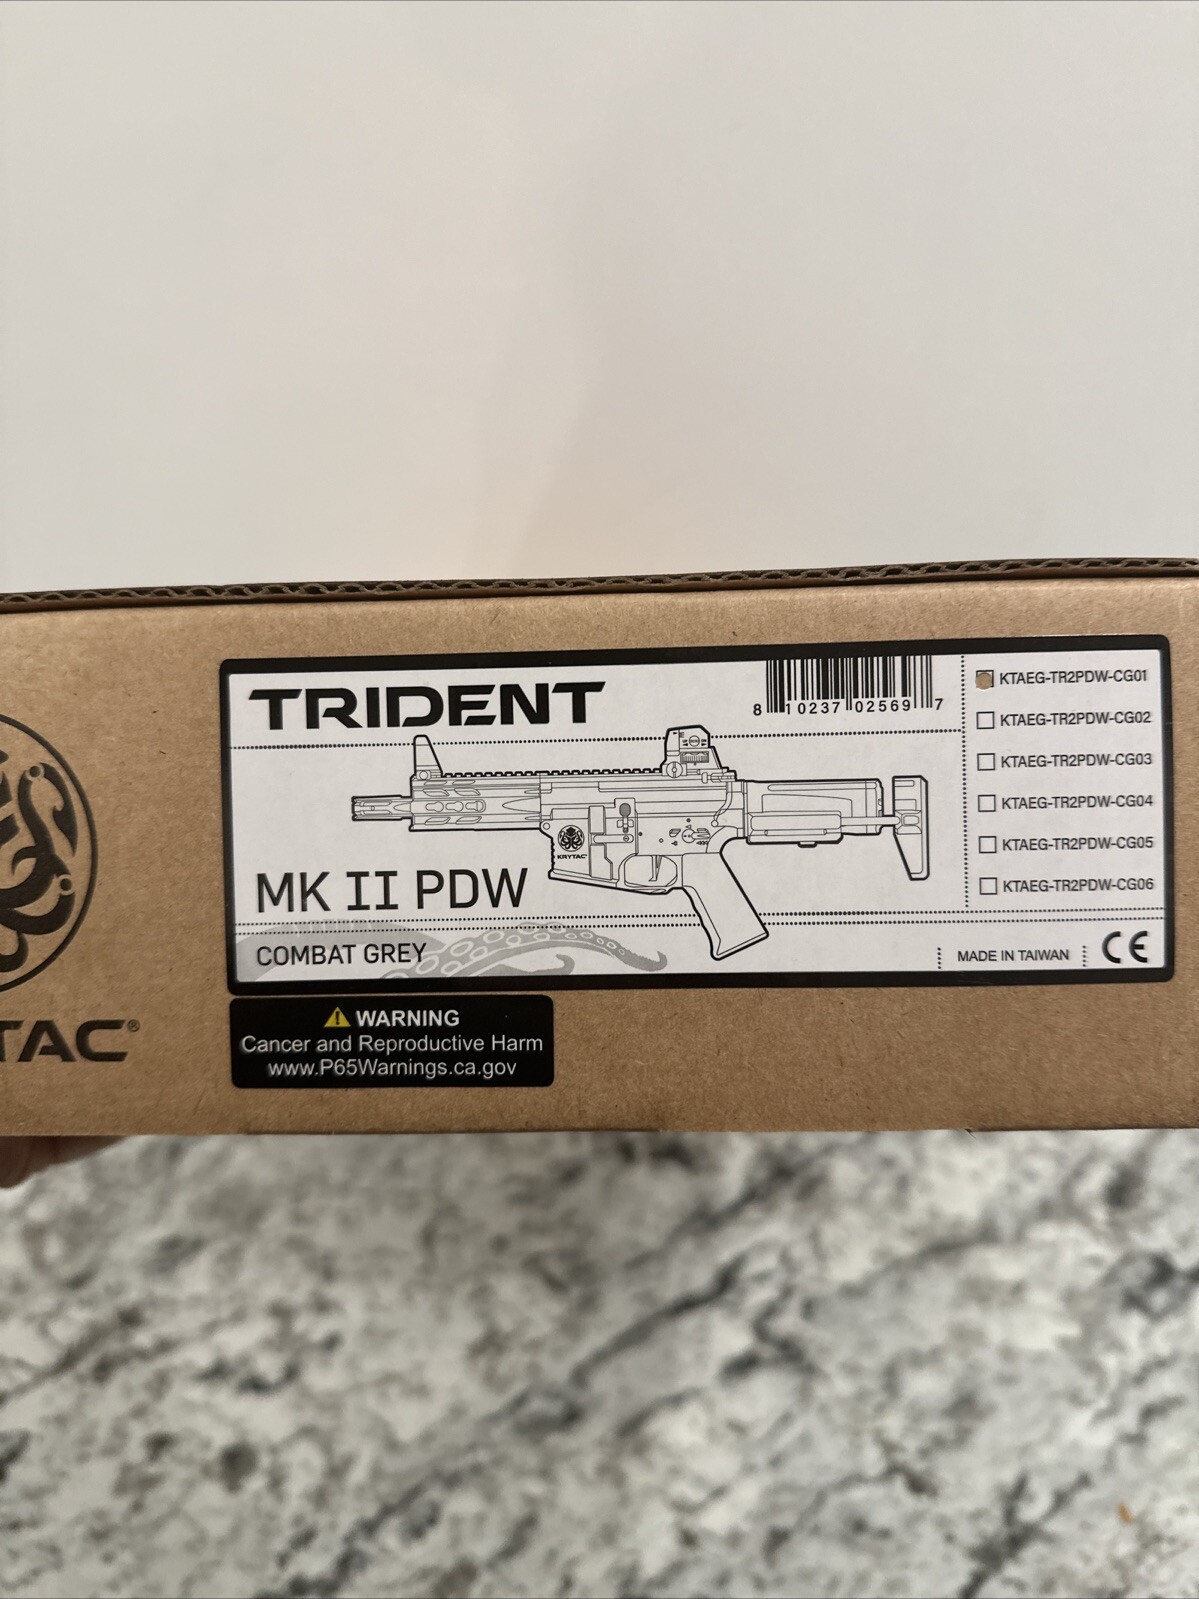 TRIDENT
8 10237 02569 7
KRYTAC
MK II PDW
COMBAT GREY
KTAEG-TR2PDW-CG01
KTAEG-TR2PDW-CG02
KTAEG-TR2PDW-CG03
KTAEG-TR2PDW-CG04
KTAEG-TR2PDW-CG05
KTAEG-TR2PDW-CG06
MADE IN TAIWAN
CE
TAC®
WARNING
Cancer and Reproductive Harm
www.P65Warnings.ca.gov